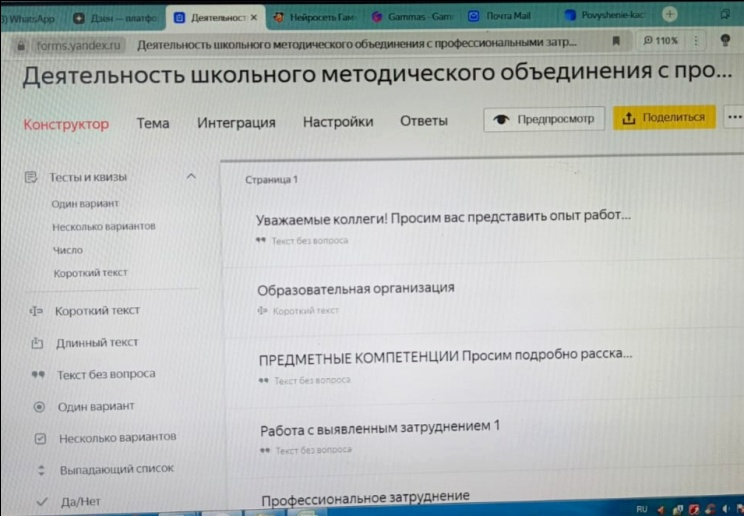 WhatsApp Дзен — платфо Деятельност × Нейросеть Гам Gammas - Gam Почта Mail Povyshenie-kac
forms.yandex.ru Деятельность школьного методического объединения с профессиональными затр... 110%
Деятельность школьного методического объединения с про...
Конструктор Тема Интеграция Настройки Ответы Предпросмотр Поделиться ...
Тесты и квизы
Один вариант
Несколько вариантов
Число
Короткий текст
Короткий текст
Длинный текст
Текст без вопроса
Один вариант
Несколько вариантов
Выпадающий список
Да/Нет
Страница 1
Уважаемые коллеги! Просим вас представить опыт работ...
Текст без вопроса
Образовательная организация
Короткий текст
ПРЕДМЕТНЫЕ КОМПЕТЕНЦИИ Просим подробно расска...
Текст без вопроса
Работа с выявленным затруднением 1
Текст без вопроса
Профессиональное затруднение
RU